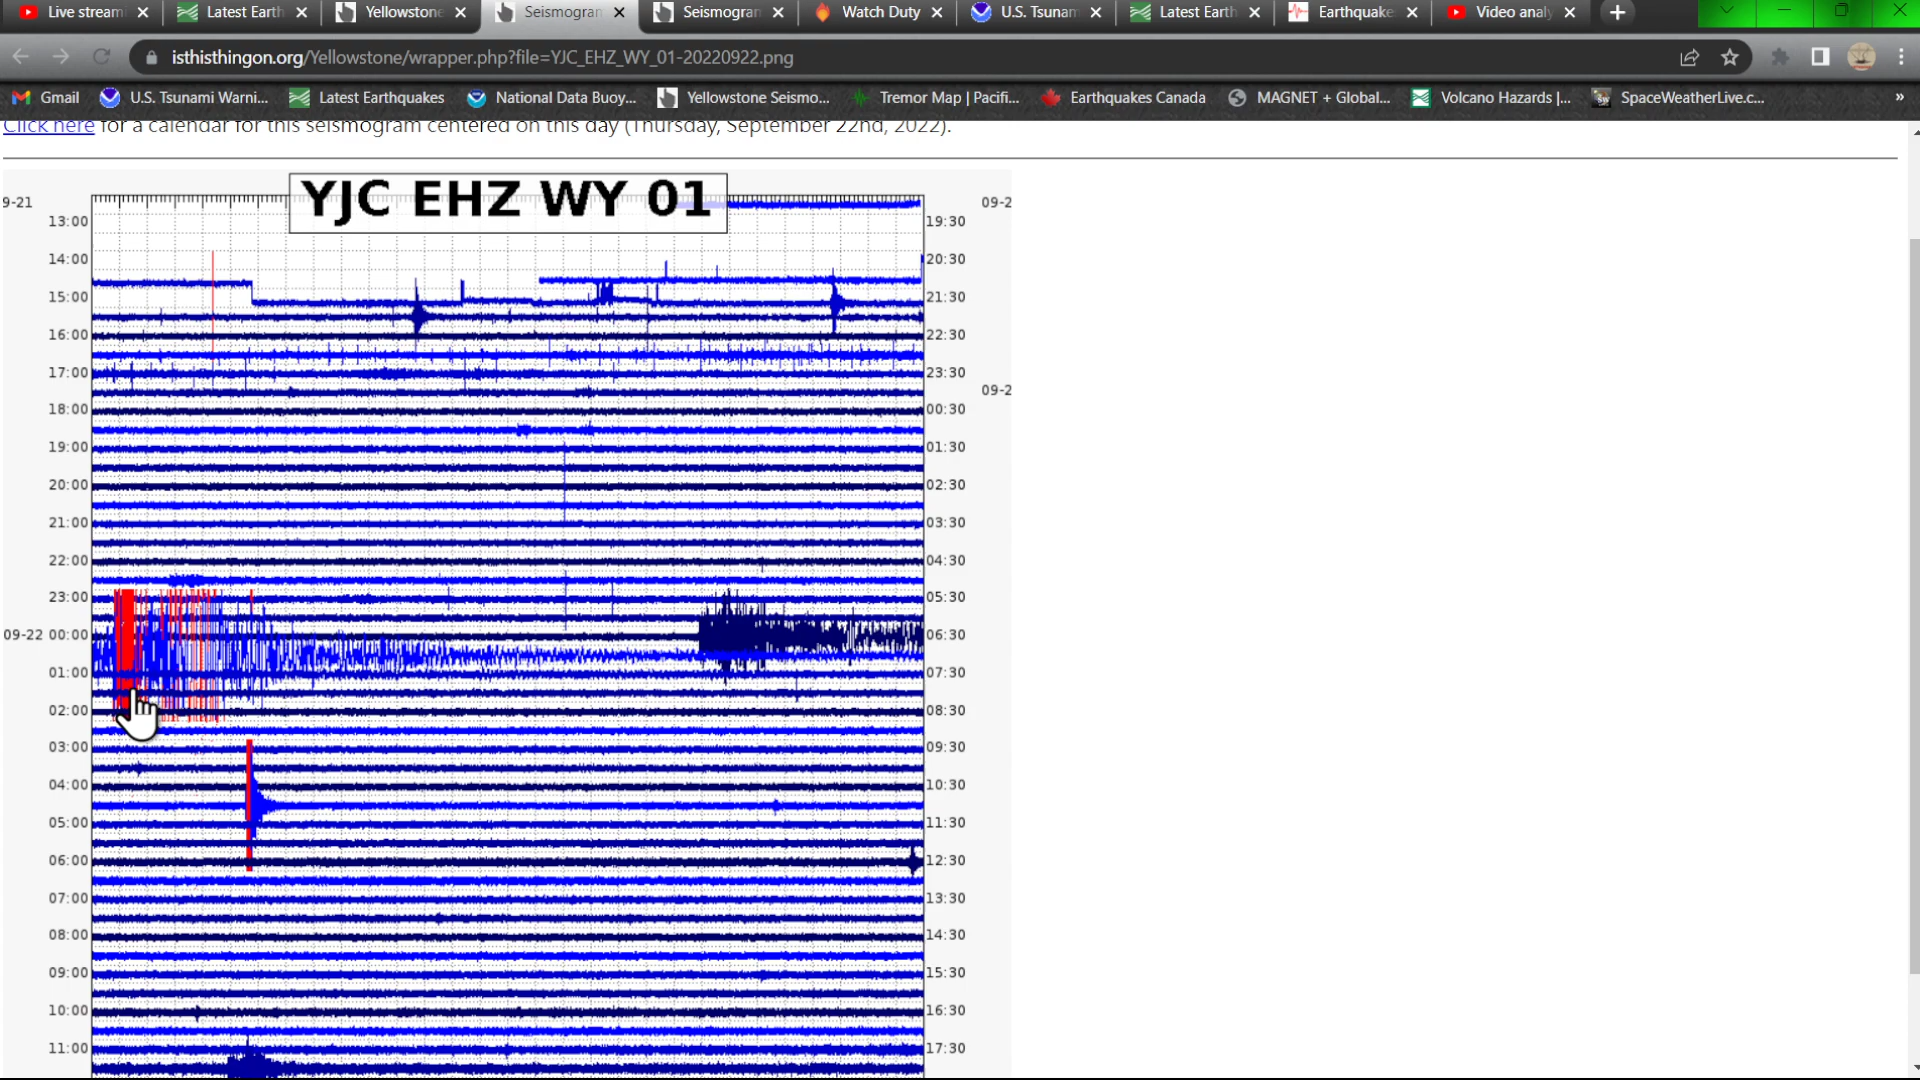 Live stream
Latest Earth
Yellowstone
Seismogram
Seismogram
Watch Duty
U.S. Tsunam
Latest Earth
Earthquake
Video analy
isthisthingon.org/Yellowstone/wrapper.php?file=YJC_EHZ_WY_01-20220922.png
Gmail
U.S. Tsunami Warni...
Latest Earthquakes
National Data Buoy...
Yellowstone Seismo...
Tremor Map | Pacifi...
Earthquakes Canada
MAGNET + Global...
Volcano Hazards |...
SpaceWeatherLive.c...
»
Click here for a calendar for this seismogram centered on this day (Thursday, September 22nd, 2022).
YJC EHZ WY 01
9-21 09-2
13:00 19:30
14:00 20:30
15:00 21:30
16:00 22:30
17:00 23:30
09-2
18:00 00:30
19:00 01:30
20:00 02:30
21:00 03:30
22:00 04:30
23:00 05:30
09-22 00:00 06:30
01:00 07:30
02:00 08:30
03:00 09:30
04:00 10:30
05:00 11:30
06:00 12:30
07:00 13:30
08:00 14:30
09:00 15:30
10:00 16:30
11:00 17:30